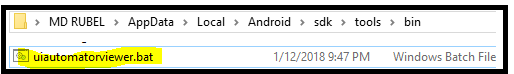 MD RUBEL > AppData > Local > Android > sdk > tools > bin
uiautomatorviewer.bat 1/12/2018 9:47 PM Windows Batch File